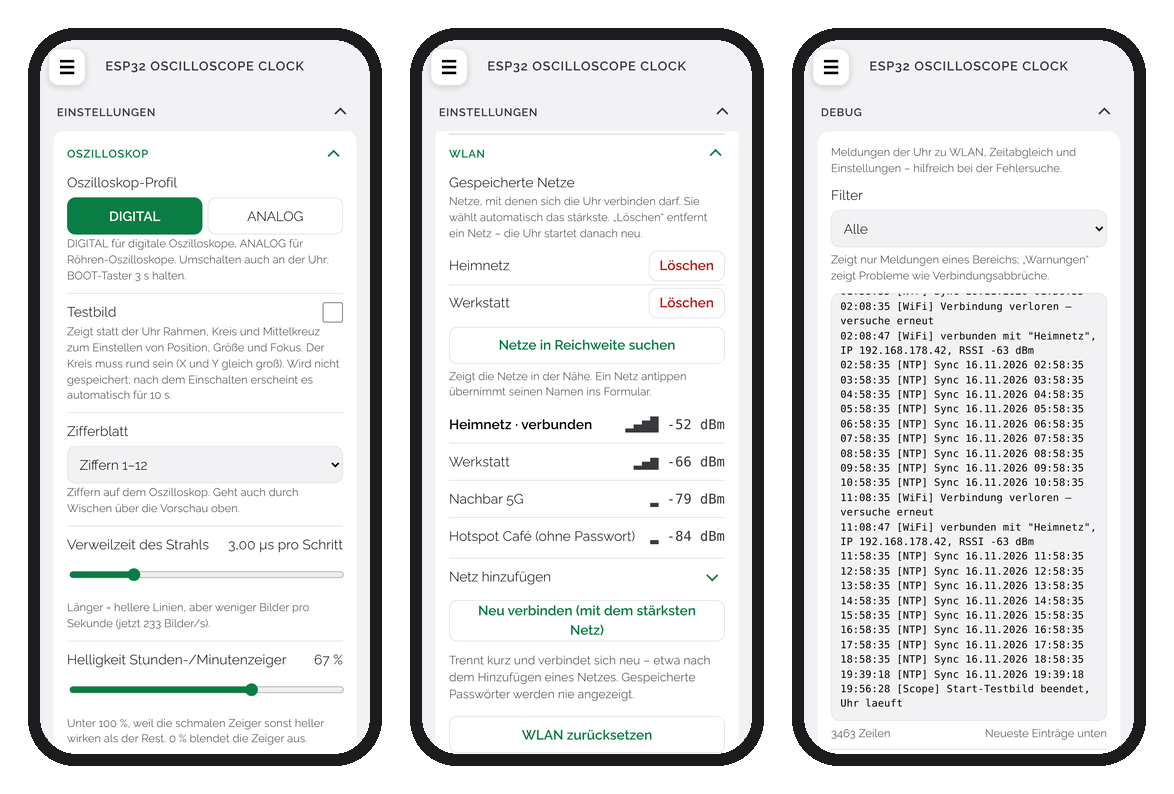 ESP32 OSCILLOSCOPE CLOCK
EINSTELLUNGEN
OSZILLOSKOP
Oszilloskop-Profil
DIGITAL
ANALOG
DIGITAL für digitale Oszilloskope, ANALOG für
Röhren-Oszilloskope. Umschalten auch an der Uhr:
BOOT-Taster 3 s halten.
Testbild
Zeigt statt der Uhr Rahmen, Kreis und Mittelkreuz
zum Einstellen von Position, Größe und Fokus. Der
Kreis muss rund sein (X und Y gleich groß). Wird nicht
gespeichert; nach dem Einschalten erscheint es
automatisch für 10 s.
Zifferblatt
Ziffern 1–12
Ziffern auf dem Oszilloskop. Geht auch durch
Wischen über die Vorschau oben.
Verweilzeit des Strahls 3,00 µs pro Schritt
Länger = hellere Linien, aber weniger Bilder pro
Sekunde (jetzt 233 Bilder/s).
Helligkeit Stunden-/Minutenzeiger 67 %
Unter 100 %, weil die schmalen Zeiger sonst heller
wirken als der Rest. 0 % blendet die Zeiger aus.
ESP32 OSCILLOSCOPE CLOCK
EINSTELLUNGEN
WLAN
Gespeicherte Netze
Netze, mit denen sich die Uhr verbinden darf. Sie
wählt automatisch das stärkste. „Löschen“ entfernt
ein Netz – die Uhr startet danach neu.
Heimnetz Löschen
Werkstatt Löschen
Netze in Reichweite suchen
Zeigt die Netze in der Nähe. Ein Netz antippen
übernimmt seinen Namen ins Formular.
Heimnetz · verbunden -52 dBm
Werkstatt -66 dBm
Nachbar 5G -79 dBm
Hotspot Café (ohne Passwort) -84 dBm
Netz hinzufügen
Neu verbinden (mit dem stärksten
Netz)
Trennt kurz und verbindet sich neu – etwa nach
dem Hinzufügen eines Netzes. Gespeicherte
Passwörter werden nie angezeigt.
WLAN zurücksetzen
ESP32 OSCILLOSCOPE CLOCK
DEBUG
Meldungen der Uhr zu WLAN, Zeitabgleich und
Einstellungen – hilfreich bei der Fehlersuche.
Filter
Alle
Zeigt nur Meldungen eines Bereichs; „Warnungen“
zeigt Probleme wie Verbindungsabbrüche.
02:08:35 [WiFi] Verbindung verloren –
versuche erneut
02:08:47 [WiFi] verbunden mit "Heimnetz",
IP 192.168.178.42, RSSI -63 dBm
02:58:35 [NTP] Sync 16.11.2026 02:58:35
03:58:35 [NTP] Sync 16.11.2026 03:58:35
04:58:35 [NTP] Sync 16.11.2026 04:58:35
05:58:35 [NTP] Sync 16.11.2026 05:58:35
06:58:35 [NTP] Sync 16.11.2026 06:58:35
07:58:35 [NTP] Sync 16.11.2026 07:58:35
08:58:35 [NTP] Sync 16.11.2026 08:58:35
09:58:35 [NTP] Sync 16.11.2026 09:58:35
10:58:35 [NTP] Sync 16.11.2026 10:58:35
11:08:35 [WiFi] Verbindung verloren –
versuche erneut
11:08:47 [WiFi] verbunden mit "Heimnetz",
IP 192.168.178.42, RSSI -63 dBm
11:58:35 [NTP] Sync 16.11.2026 11:58:35
12:58:35 [NTP] Sync 16.11.2026 12:58:35
13:58:35 [NTP] Sync 16.11.2026 13:58:35
14:58:35 [NTP] Sync 16.11.2026 14:58:35
15:58:35 [NTP] Sync 16.11.2026 15:58:35
16:58:35 [NTP] Sync 16.11.2026 16:58:35
17:58:35 [NTP] Sync 16.11.2026 17:58:35
18:58:35 [NTP] Sync 16.11.2026 18:58:35
19:39:18 [NTP] Sync 16.11.2026 19:39:18
19:56:28 [Scope] Start-Testbild beendet,
Uhr laeuft
3463 Zeilen Neueste Einträge unten